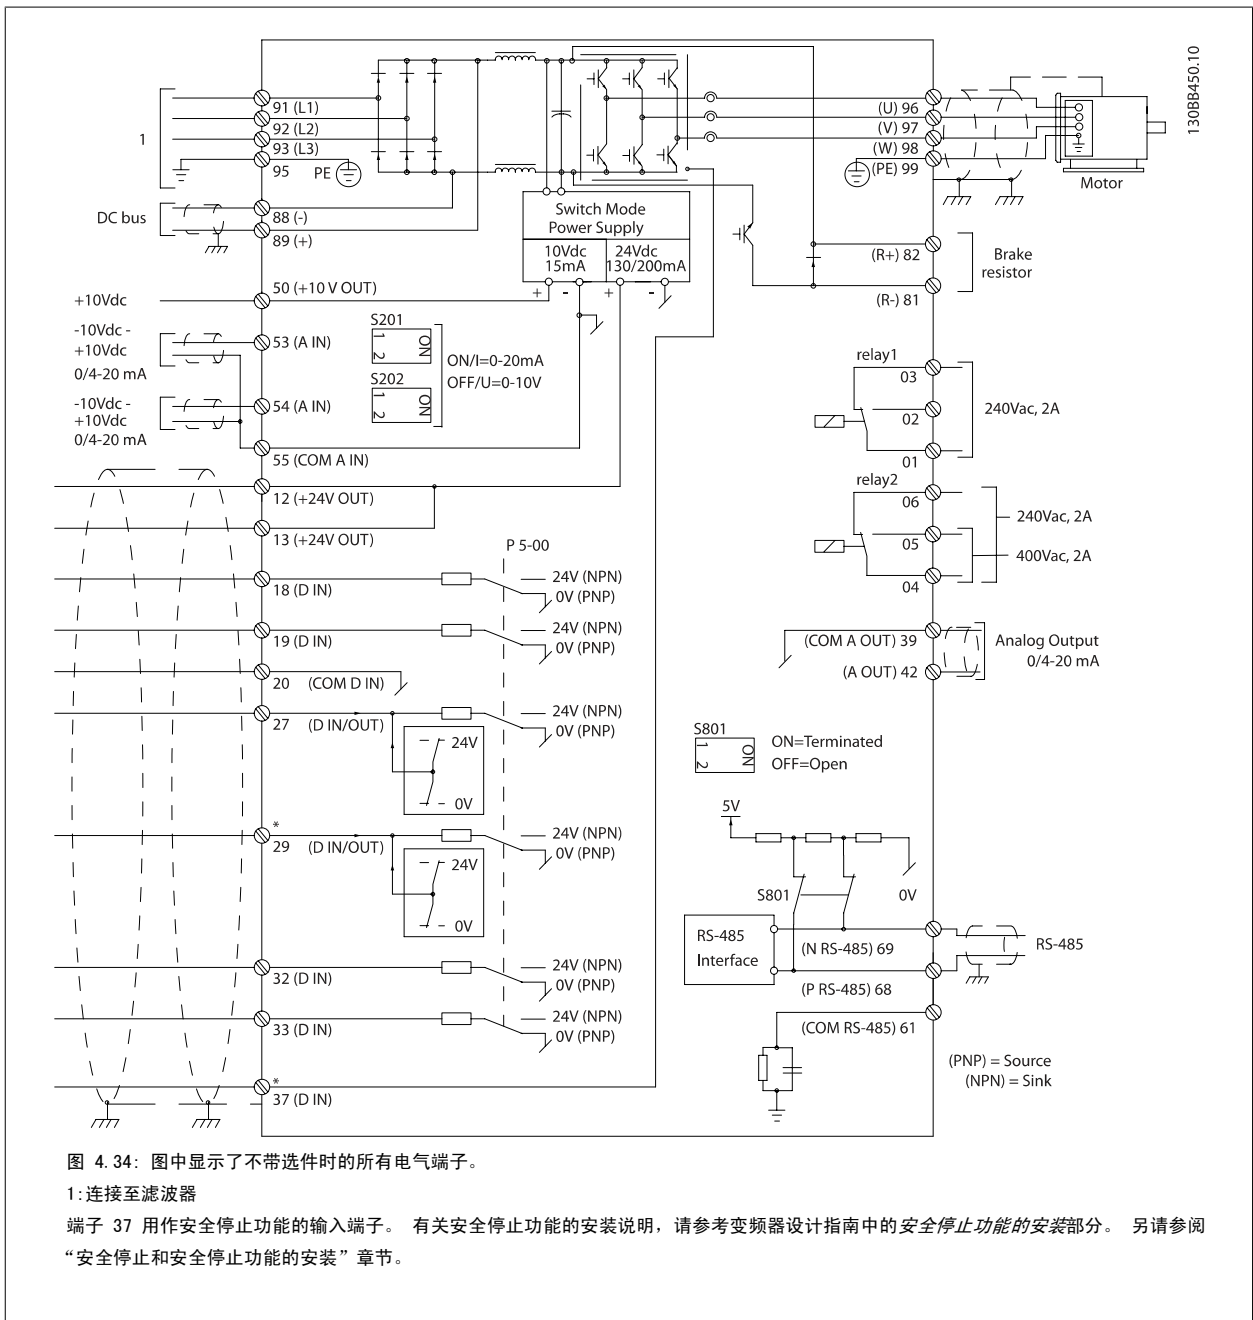 130BB450.10
1
91 (L1)
92 (L2)
93 (L3)
95
PE
DC bus
88 (-)
89 (+)
Switch Mode
Power Supply
10Vdc
15mA
24Vdc
130/200mA
+
-
+
-
(U) 96
(V) 97
(W) 98
(PE) 99
Motor
(R+) 82
Brake
resistor
(R-) 81
+10Vdc
50 (+10 V OUT)
-10Vdc -
+10Vdc
0/4-20 mA
53 (A IN)
S201
1
2
ON
ON/I=0-20mA
OFF/U=0-10V
S202
1
2
ON
-10Vdc -
+10Vdc
0/4-20 mA
54 (A IN)
55 (COM A IN)
12 (+24V OUT)
13 (+24V OUT)
relay1
03
02
01
240Vac, 2A
relay2
06
05
04
240Vac, 2A
400Vac, 2A
P 5-00
18 (D IN)
24V (NPN)
0V (PNP)
19 (D IN)
24V (NPN)
0V (PNP)
20 (COM D IN)
27 (D IN/OUT)
24V (NPN)
0V (PNP)
24V
0V
*
29 (D IN/OUT)
24V (NPN)
0V (PNP)
24V
0V
32 (D IN)
24V (NPN)
0V (PNP)
33 (D IN)
24V (NPN)
0V (PNP)
*
37 (D IN)
(COM A OUT) 39
(A OUT) 42
Analog Output
0/4-20 mA
S801
1
2
ON
ON=Terminated
OFF=Open
5V
S801
0V
RS-485
Interface
(N RS-485) 69
(P RS-485) 68
RS-485
(COM RS-485) 61
(PNP) = Source
(NPN) = Sink
图 4.34: 图中显示了不带选件时的所有电气端子。
1:连接至滤波器
端子 37 用作安全停止功能的输入端子。 有关安全停止功能的安装说明，请参考变频器设计指南中的安全停止功能的安装部分。 另请参阅
“安全停止和安全停止功能的安装”章节。